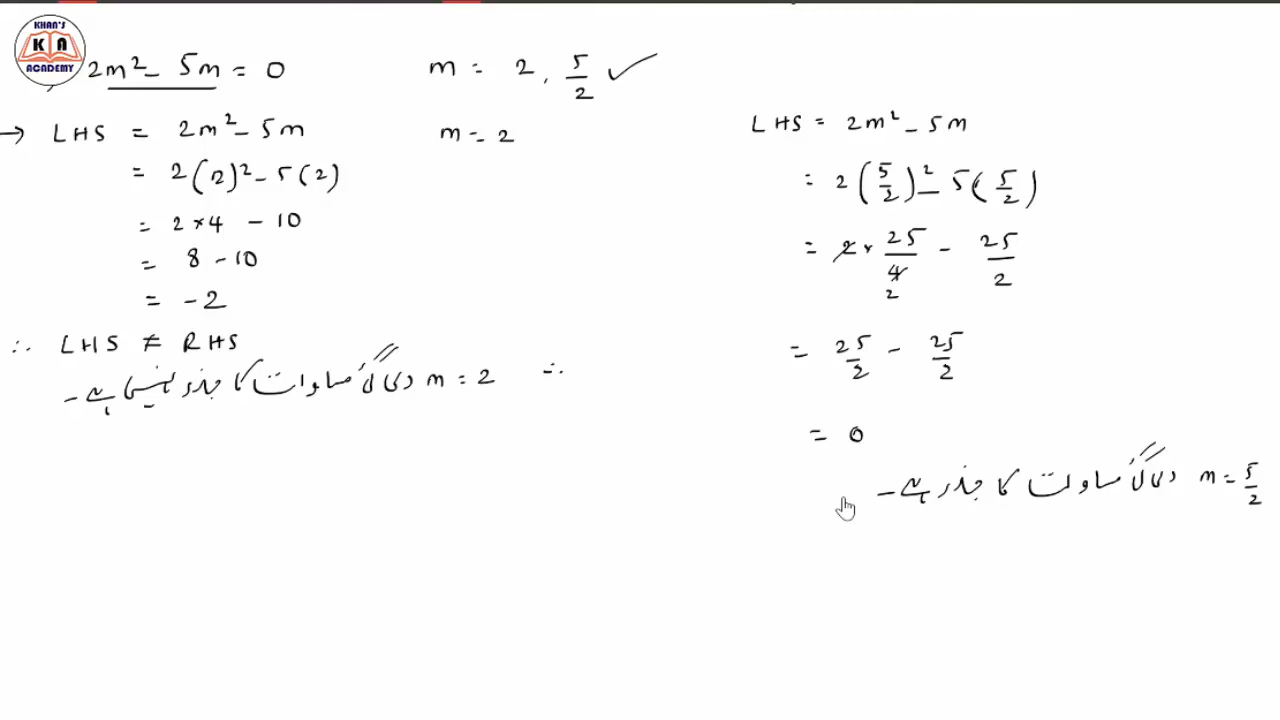 KHAN'S
K A
ACADEMY
2m² - 5m = 0
m = 2, 5/2 ✓
→ LHS = 2m² - 5m
m = 2
= 2(2)² - 5(2)
= 2 × 4 - 10
= 8 - 10
= -2
∴ LHS ≠ RHS
∴ m = 2 دی گئی مساوات کا جذر نہیں ہے -
LHS = 2m² - 5m
= 2(5/2)² - 5(5/2)
= 2 × 25/4 - 25/2
2
= 25/2 - 25/2
= 0
m = 5/2 دی گئی مساوات کا جذر ہے -